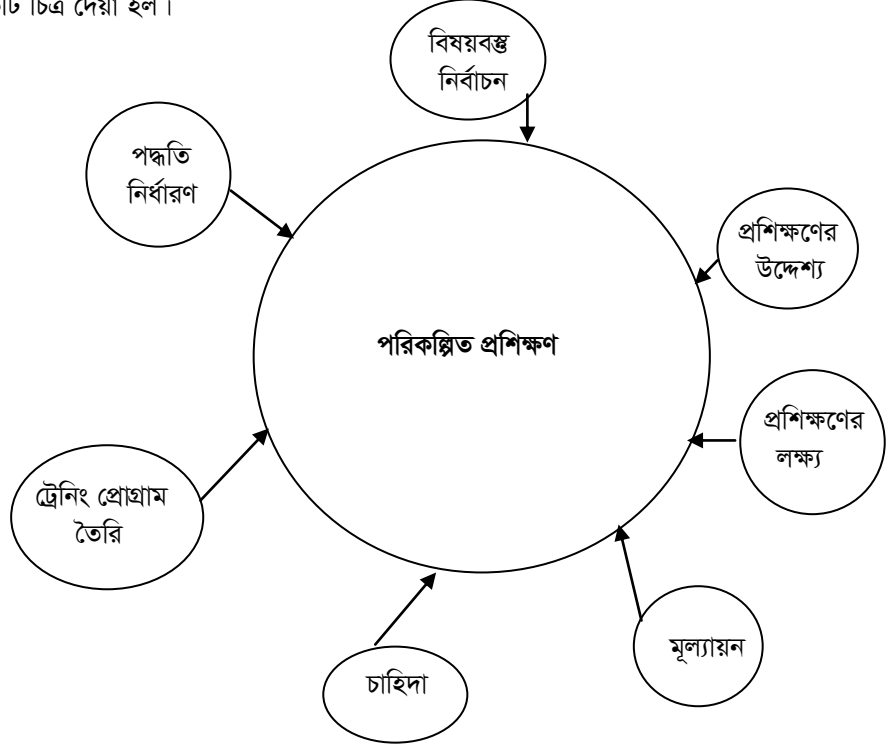 চিত্র দেয়া হল।
বিষয়বস্তু
নির্বাচন
পদ্ধতি
নির্ধারণ
প্রশিক্ষণের
উদ্দেশ্য
পরিকল্পিত প্রশিক্ষণ
প্রশিক্ষণের
লক্ষ্য
ট্রেনিং প্রোগ্রাম
তৈরি
মূল্যায়ন
চাহিদা